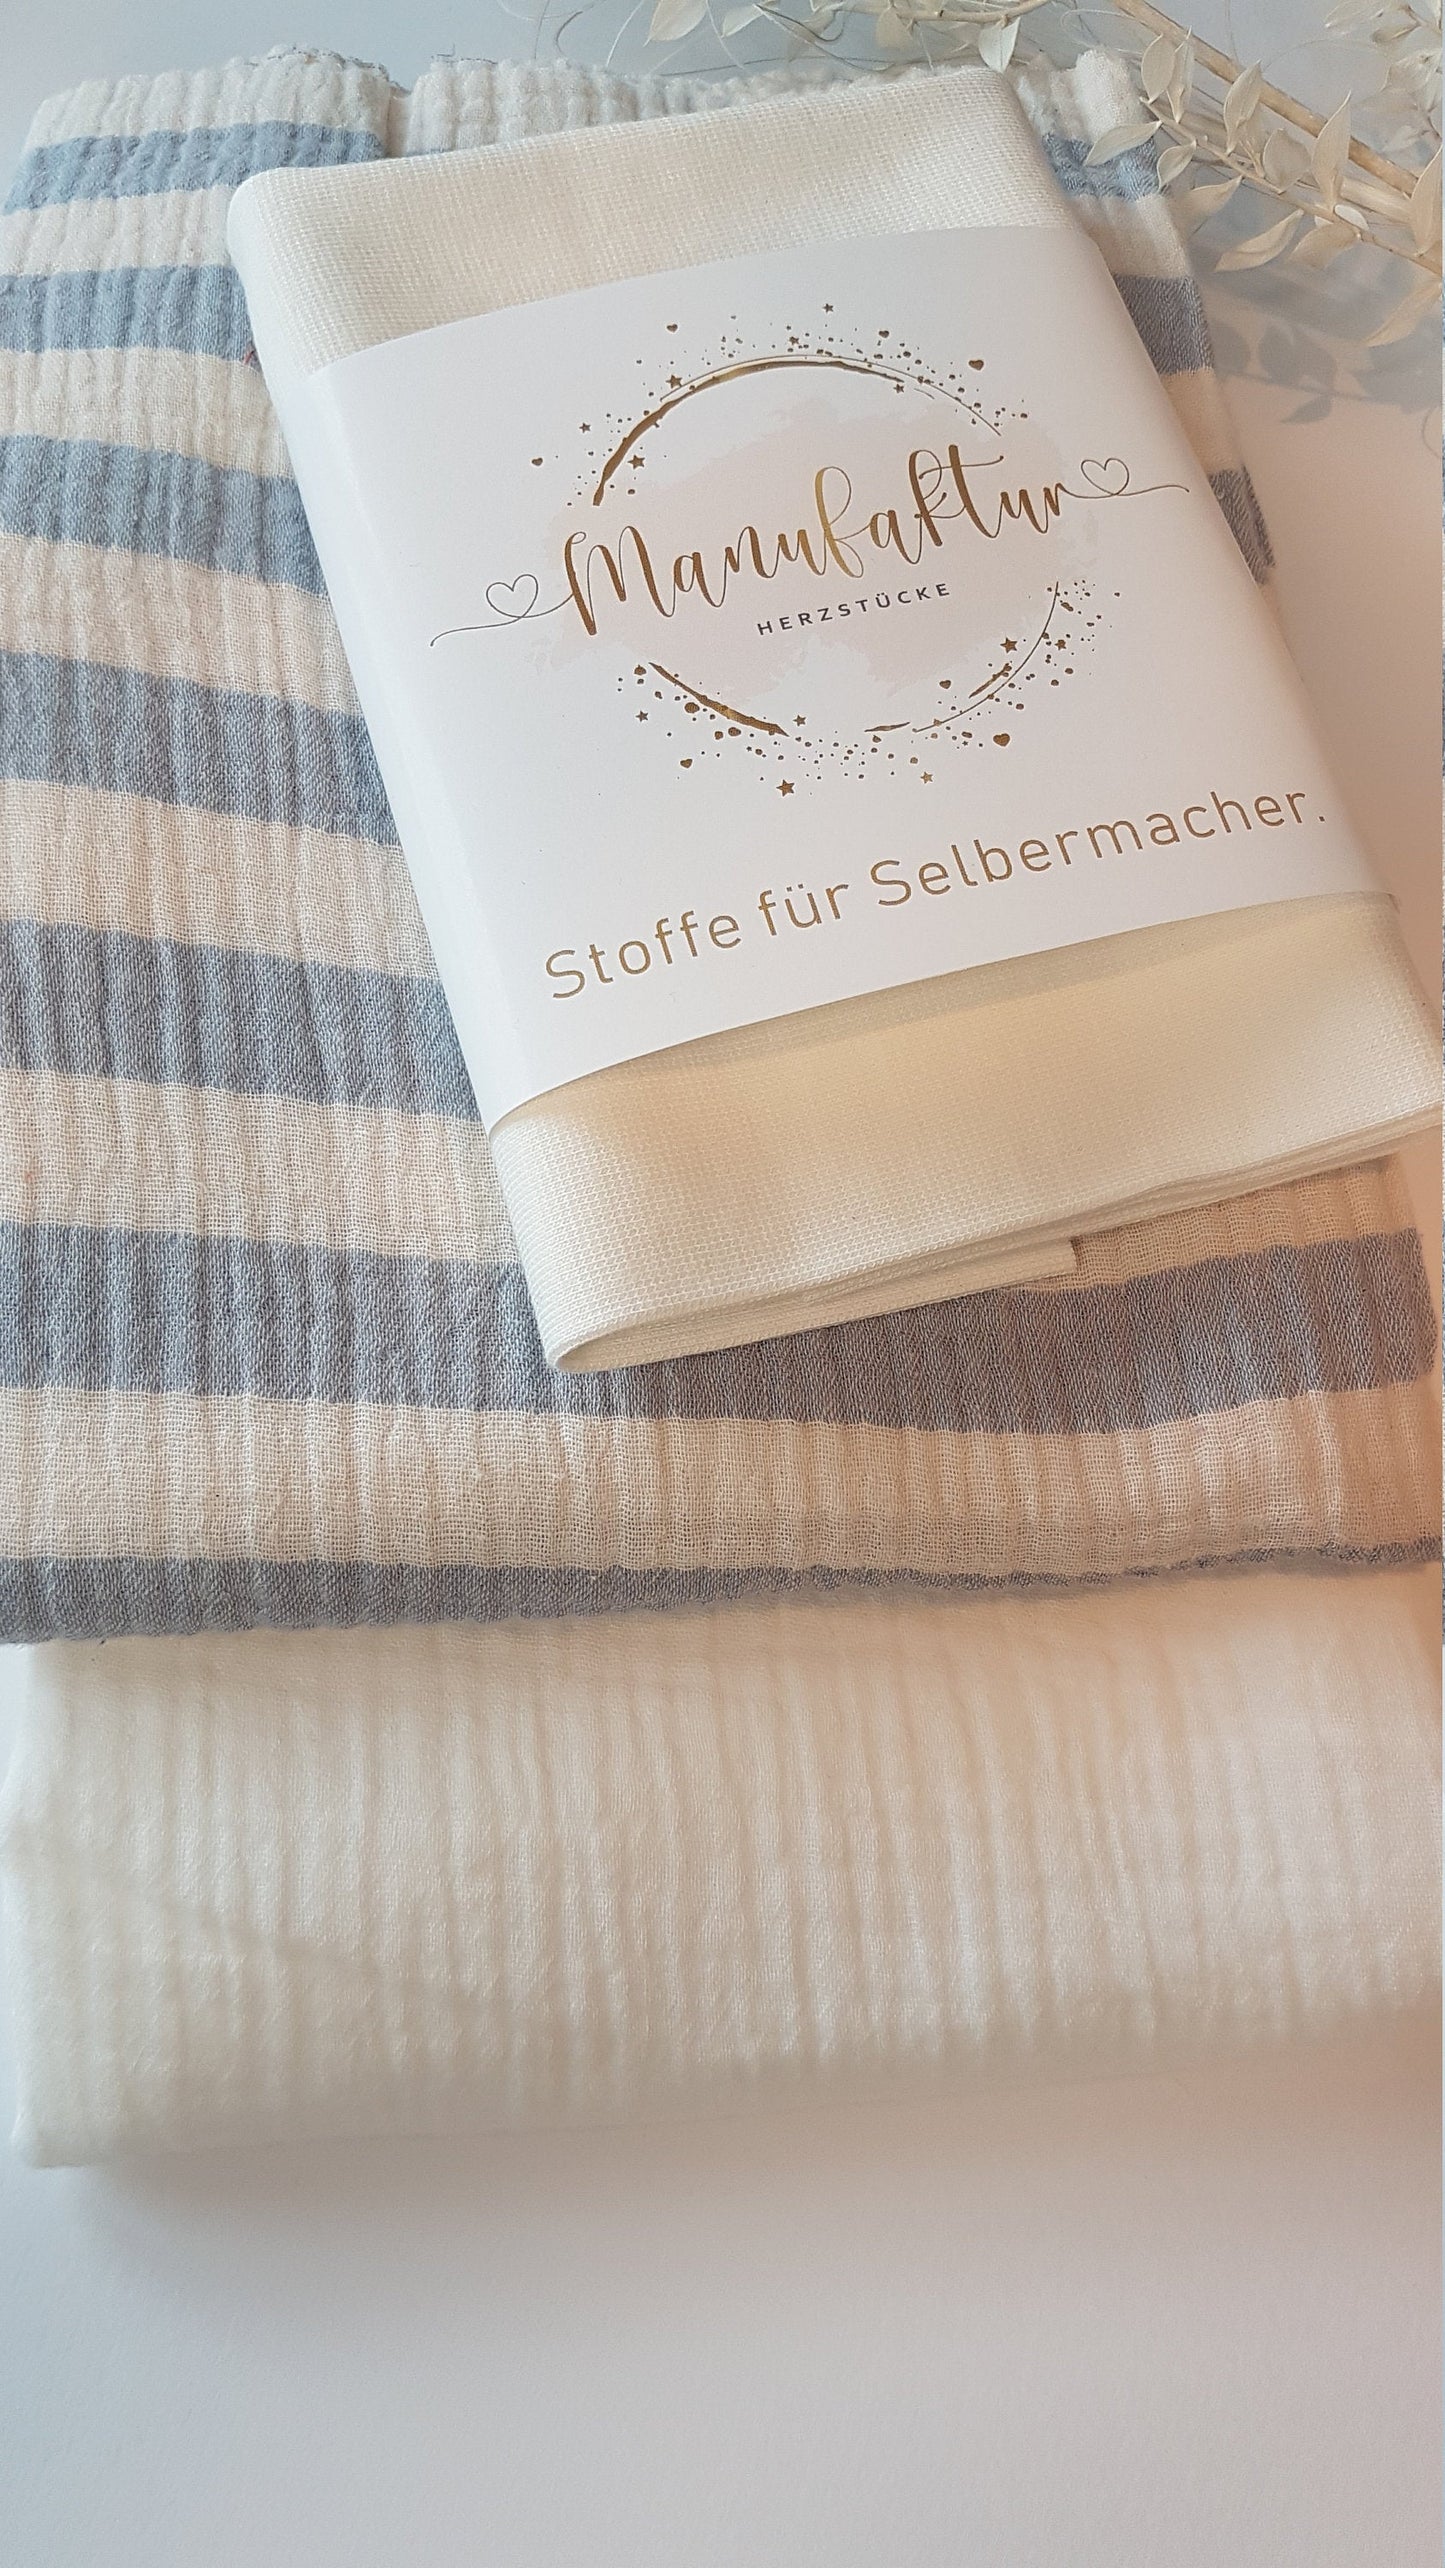 Manufaktur
HERZSTÜCKE
Stoffe für Selbermacher.